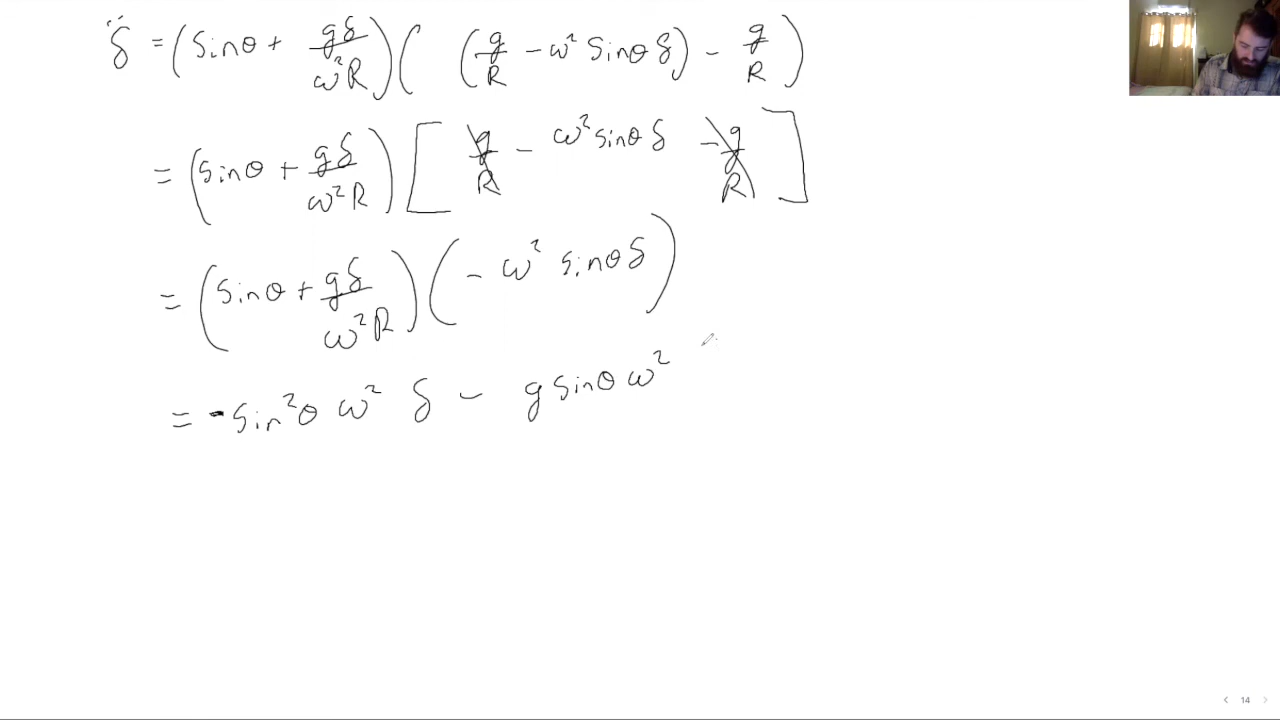 δ̈ = (sinθ + gδ/ω²R) ( (g/R - ω² sinθ δ) - g/R )
= (sinθ + gδ/ω²R) [ g/R - ω² sinθ δ - g/R ]
= (sinθ + gδ/ω²R) ( - ω² sinθ δ )
= - sin²θ ω² δ - g sinθ ω²
14